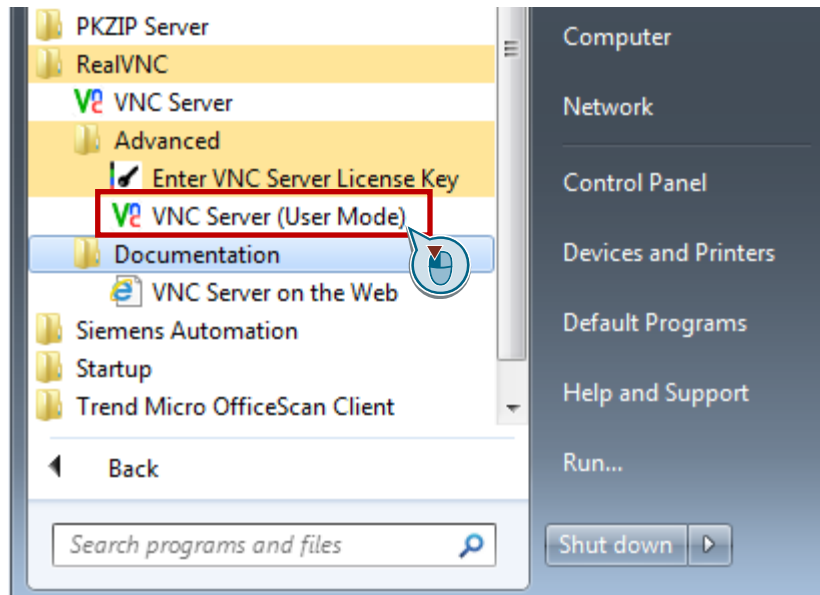 PKZIP Server
RealVNC
VNC Server
Advanced
Enter VNC Server License Key
VNC Server (User Mode)
Documentation
VNC Server on the Web
Siemens Automation
Startup
Trend Micro OfficeScan Client
Back
Search programs and files
Computer
Network
Control Panel
Devices and Printers
Default Programs
Help and Support
Run...
Shut down